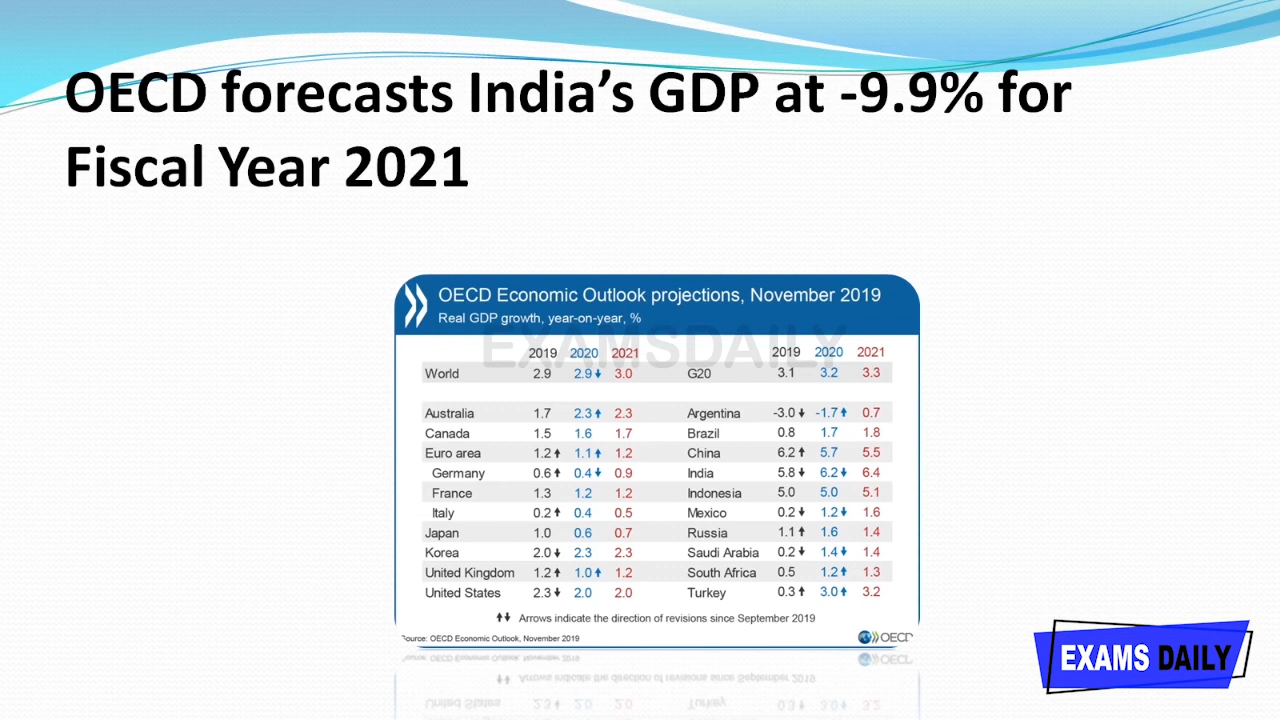 OECD forecasts India’s GDP at -9.9% for
Fiscal Year 2021
OECD Economic Outlook projections, November 2019
Real GDP growth, year-on-year, %
EXAMSDAILY
2019 2020 2021 2019 2020 2021
World 2.9 2.9 ↓ 3.0 G20 3.1 3.2 3.3
Australia 1.7 2.3 ↑ 2.3 Argentina -3.0 ↓ -1.7 ↑ 0.7
Canada 1.5 1.6 1.7 Brazil 0.8 1.7 1.8
Euro area 1.2 ↑ 1.1 ↑ 1.2 China 6.2 ↑ 5.7 5.5
Germany 0.6 ↑ 0.4 ↓ 0.9 India 5.8 ↓ 6.2 ↓ 6.4
France 1.3 1.2 1.2 Indonesia 5.0 5.0 5.1
Italy 0.2 ↑ 0.4 0.5 Mexico 0.2 ↓ 1.2 ↓ 1.6
Japan 1.0 0.6 0.7 Russia 1.1 ↑ 1.6 1.4
Korea 2.0 ↓ 2.3 2.3 Saudi Arabia 0.2 ↓ 1.4 ↓ 1.4
United Kingdom 1.2 ↑ 1.0 ↑ 1.2 South Africa 0.5 1.2 ↑ 1.3
United States 2.3 ↓ 2.0 2.0 Turkey 0.3 ↑ 3.0 ↑ 3.2
↑↓ Arrows indicate the direction of revisions since September 2019
Source: OECD Economic Outlook, November 2019
OECD
EXAMS DAILY